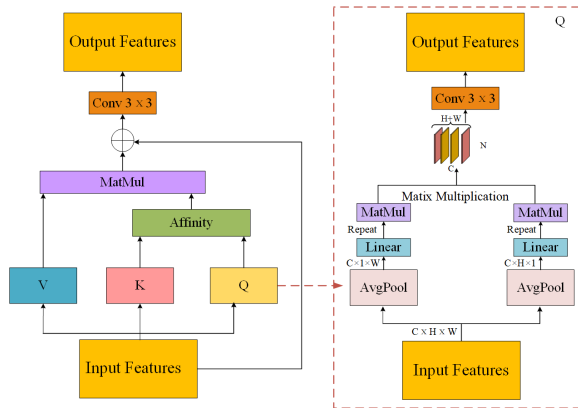 Output Features
Conv 3 x 3
MatMul
Affinity
V
K
Q
Input Features
Q
Output Features
Conv 3 x 3
H+W
N
C
Matix Multiplication
MatMul
MatMul
Repeat
Repeat
Linear
Linear
C×1×W
C×H×1
AvgPool
AvgPool
C x H x W
Input Features